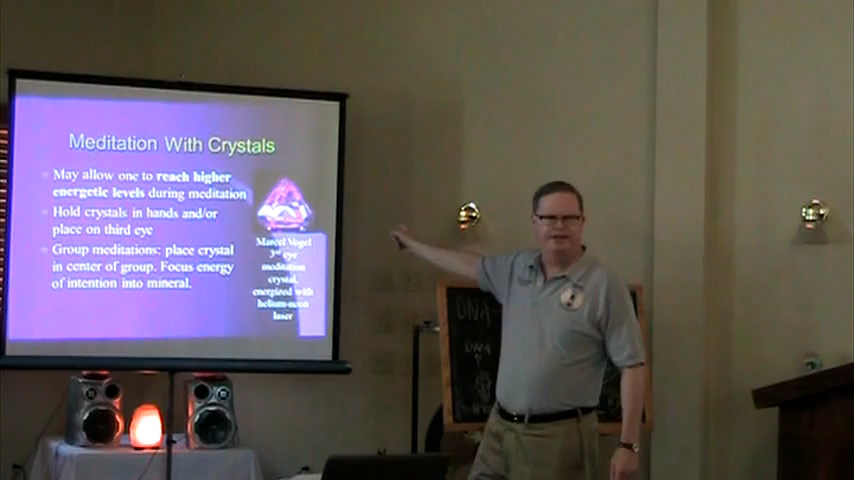 Meditation With Crystals
May allow one to reach higher
energetic levels during meditation
Hold crystals in hands and/or
place on third eye
Group meditations: place crystal
in center of group. Focus energy
of intention into mineral.
Marcel Vogel
3rd eye
meditation
crystal,
energized with
helium-neon
laser
DNA
DNA